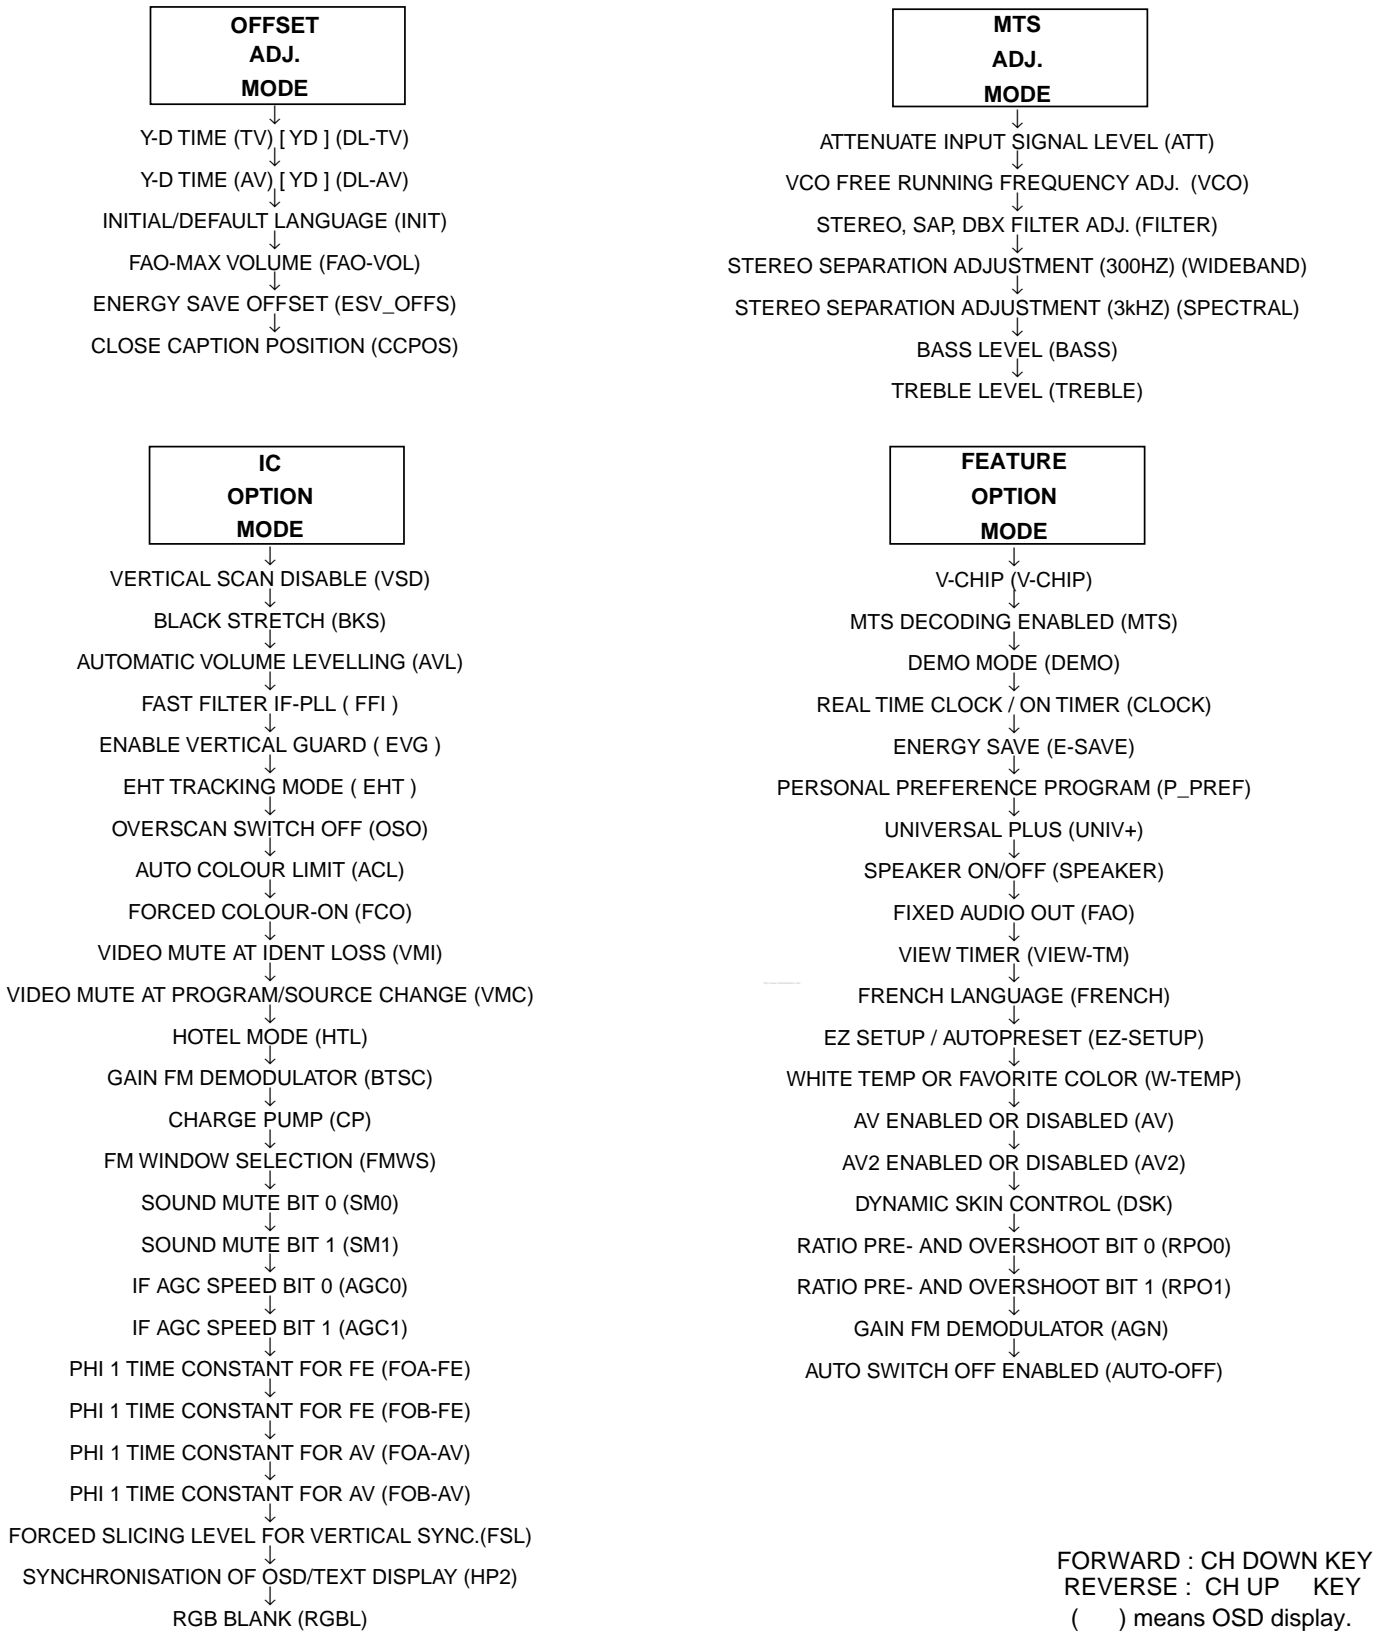 OFFSET
ADJ.
MODE
Y-D TIME (TV) [ YD ] (DL-TV)
Y-D TIME (AV) [ YD ] (DL-AV)
INITIAL/DEFAULT LANGUAGE (INIT)
FAO-MAX VOLUME (FAO-VOL)
ENERGY SAVE OFFSET (ESV_OFFS)
CLOSE CAPTION POSITION (CCPOS)
MTS
ADJ.
MODE
ATTENUATE INPUT SIGNAL LEVEL (ATT)
VCO FREE RUNNING FREQUENCY ADJ. (VCO)
STEREO, SAP, DBX FILTER ADJ. (FILTER)
STEREO SEPARATION ADJUSTMENT (300HZ) (WIDEBAND)
STEREO SEPARATION ADJUSTMENT (3kHZ) (SPECTRAL)
BASS LEVEL (BASS)
TREBLE LEVEL (TREBLE)
IC
OPTION
MODE
VERTICAL SCAN DISABLE (VSD)
BLACK STRETCH (BKS)
AUTOMATIC VOLUME LEVELLING (AVL)
FAST FILTER IF-PLL ( FFI )
ENABLE VERTICAL GUARD ( EVG )
EHT TRACKING MODE ( EHT )
OVERSCAN SWITCH OFF (OSO)
AUTO COLOUR LIMIT (ACL)
FORCED COLOUR-ON (FCO)
VIDEO MUTE AT IDENT LOSS (VMI)
VIDEO MUTE AT PROGRAM/SOURCE CHANGE (VMC)
HOTEL MODE (HTL)
GAIN FM DEMODULATOR (BTSC)
CHARGE PUMP (CP)
FM WINDOW SELECTION (FMWS)
SOUND MUTE BIT 0 (SM0)
SOUND MUTE BIT 1 (SM1)
IF AGC SPEED BIT 0 (AGC0)
IF AGC SPEED BIT 1 (AGC1)
PHI 1 TIME CONSTANT FOR FE (FOA-FE)
PHI 1 TIME CONSTANT FOR FE (FOB-FE)
PHI 1 TIME CONSTANT FOR AV (FOA-AV)
PHI 1 TIME CONSTANT FOR AV (FOB-AV)
FORCED SLICING LEVEL FOR VERTICAL SYNC.(FSL)
SYNCHRONISATION OF OSD/TEXT DISPLAY (HP2)
RGB BLANK (RGBL)
FEATURE
OPTION
MODE
V-CHIP (V-CHIP)
MTS DECODING ENABLED (MTS)
DEMO MODE (DEMO)
REAL TIME CLOCK / ON TIMER (CLOCK)
ENERGY SAVE (E-SAVE)
PERSONAL PREFERENCE PROGRAM (P_PREF)
UNIVERSAL PLUS (UNIV+)
SPEAKER ON/OFF (SPEAKER)
FIXED AUDIO OUT (FAO)
VIEW TIMER (VIEW-TM)
FRENCH LANGUAGE (FRENCH)
EZ SETUP / AUTOPRESET (EZ-SETUP)
WHITE TEMP OR FAVORITE COLOR (W-TEMP)
AV ENABLED OR DISABLED (AV)
AV2 ENABLED OR DISABLED (AV2)
DYNAMIC SKIN CONTROL (DSK)
RATIO PRE- AND OVERSHOOT BIT 0 (RPO0)
RATIO PRE- AND OVERSHOOT BIT 1 (RPO1)
GAIN FM DEMODULATOR (AGN)
AUTO SWITCH OFF ENABLED (AUTO-OFF)
FORWARD : CH DOWN KEY
REVERSE : CH UP KEY
( ) means OSD display.